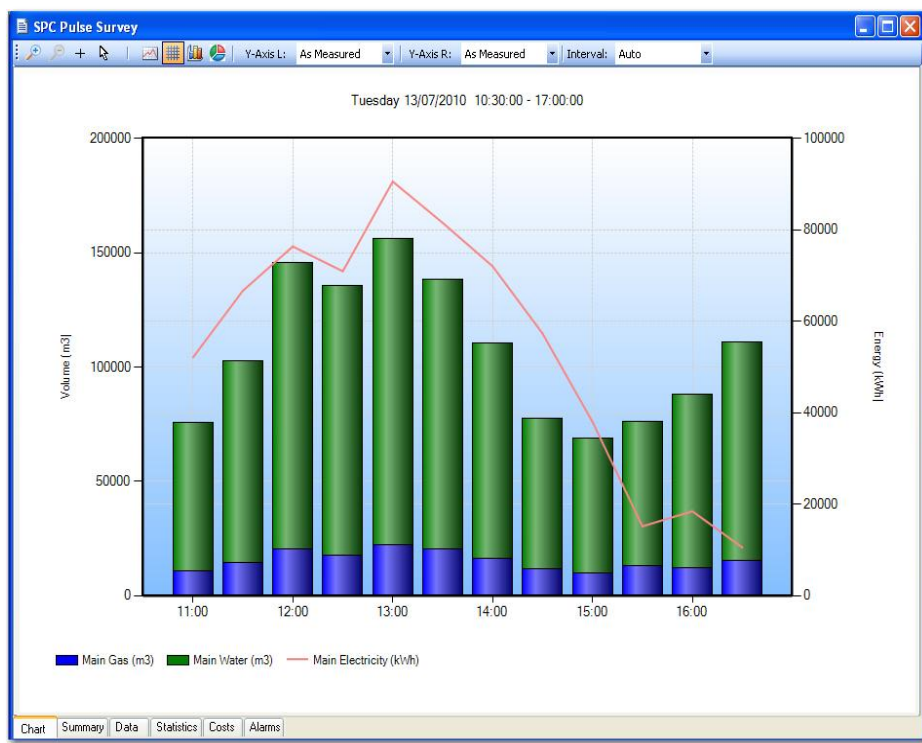 SPC Pulse Survey
Y-Axis L: As Measured Y-Axis R: As Measured Interval: Auto
Tuesday 13/07/2010 10:30:00 - 17:00:00
200000 100000
80000
150000
60000
Volume (m3) Energy (kWh)
100000
40000
50000
20000
0 0
11:00 12:00 13:00 14:00 15:00 16:00
Main Gas (m3) Main Water (m3) Main Electricity (kWh)
Chart Summary Data Statistics Costs Alarms